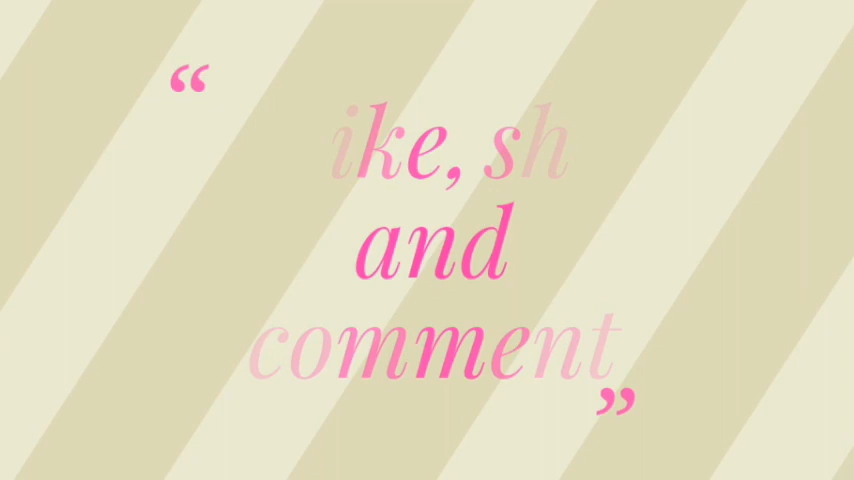 “
ike, sh
and
comment
”